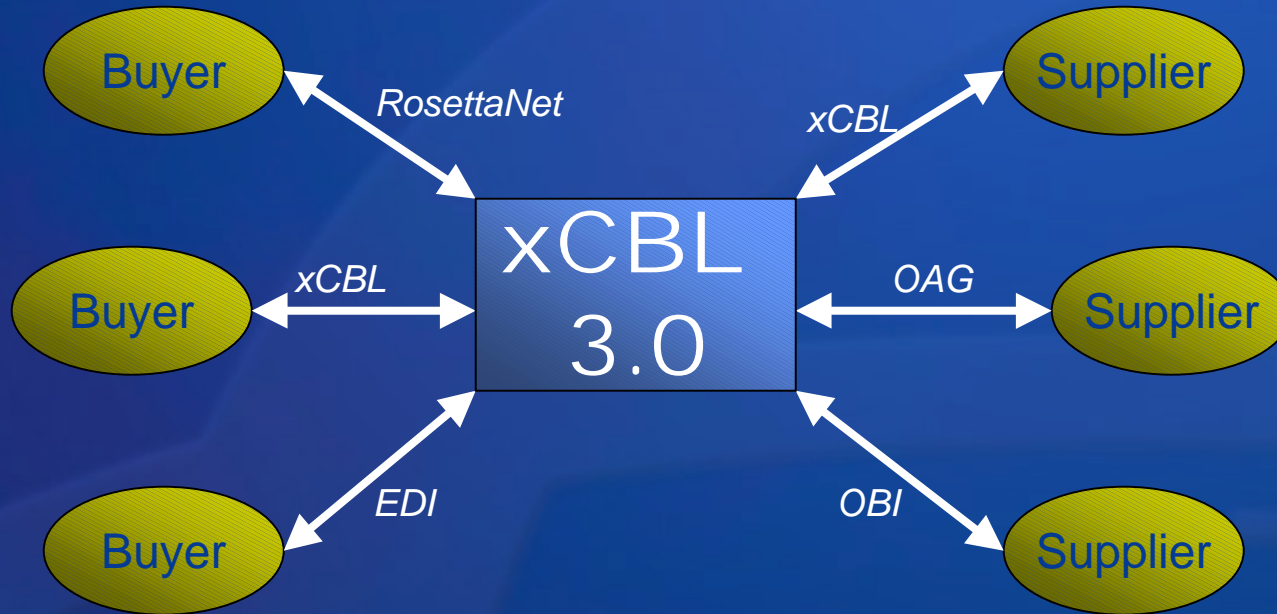 Buyer
RosettaNet
xCBL
Supplier
xCBL
3.0
Buyer
xCBL
OAG
Supplier
Buyer
EDI
OBI
Supplier